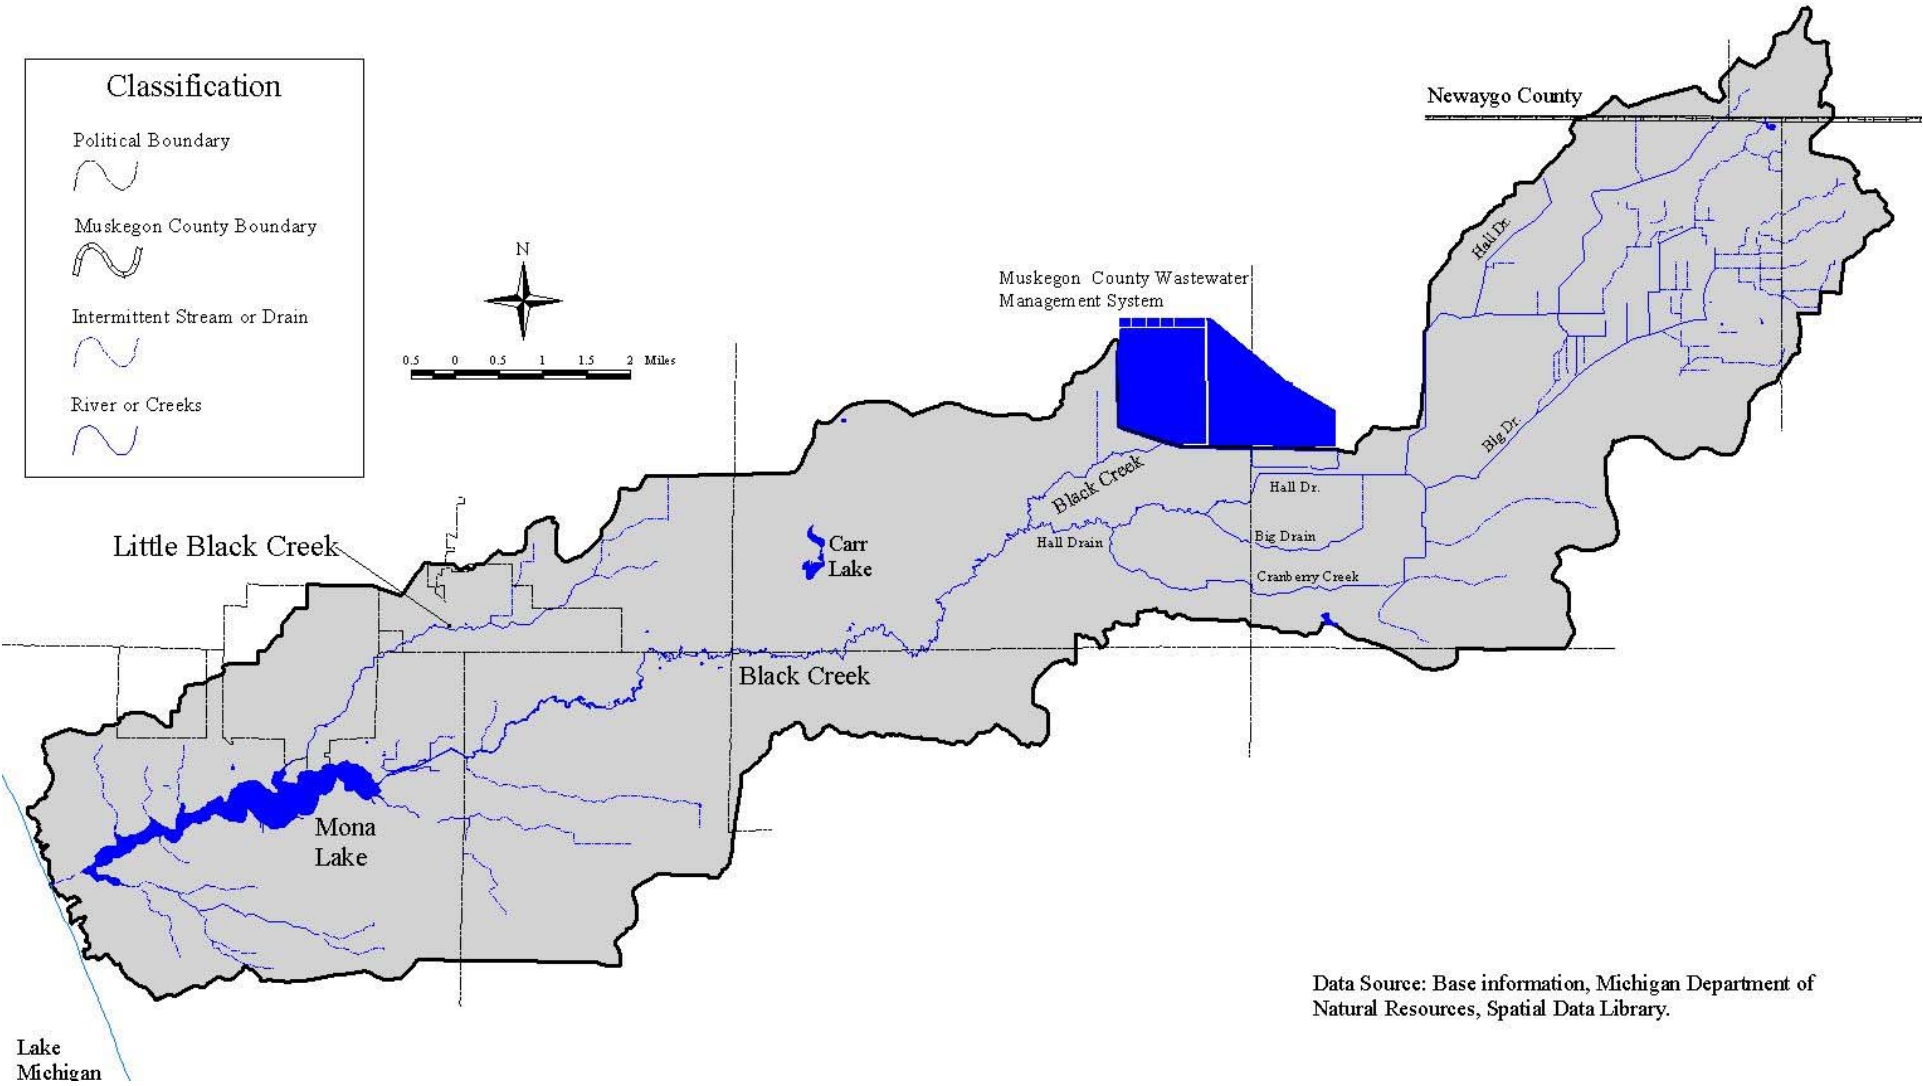 Classification
Political Boundary
Muskegon County Boundary
Intermittent Stream or Drain
River or Creeks
N
0.5 0 0.5 1 1.5 2 Miles
Newaygo County
Hall Dr.
Muskegon County Wastewater
Management System
Big Dr.
Black Creek
Hall Dr.
Little Black Creek
Carr
Lake
Hall Drain
Big Drain
Cranberry Creek
Black Creek
Mona
Lake
Data Source: Base information, Michigan Department of
Natural Resources, Spatial Data Library.
Lake
Michigan